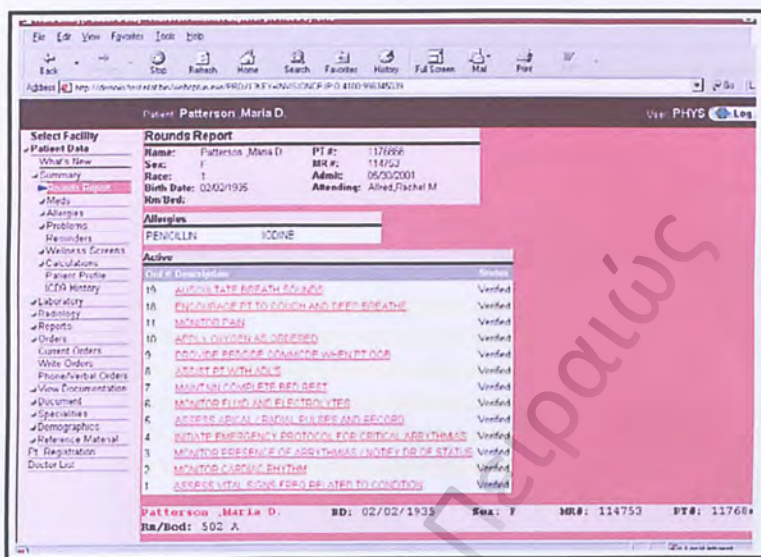 File Edit View Favorites Tools Help
Back Stop Refresh Home Search Favorites History Full Screen Mail Print
Address
Go
Patient Patterson ,Maria D.
User PHYS Log
Select Facility
Patient Data
What's New
Summary
Rounds Report
Meds
Allergies
Problems
Reminders
Wellness Screens
Calculations
Patient Profile
ICD9 History
Laboratory
Radiology
Reports
Orders
Current Orders
Write Orders
Phone/Verbal Orders
View Documentation
Document
Specialties
Demographics
Reference Material
Pt. Registration
Doctor List
Rounds Report
Name: Patterson ,Maria D. PT #: 1176866
Sex: F MR #: 114753
Race: 1 Admit: 06/30/2001
Birth Date: 02/02/1935 Attending: Allred,Rachel M
Rm/Bed:
Allergies
PENICILLIN IODINE
Active
Ord # Description Status
19 AUSCULTATE BREATH SOUNDS Verified
18 ENCOURAGE PT TO COUGH AND DEEP BREATHE Verified
11 MONITOR PAIN Verified
10 APPLY OXYGEN AS ORDERED Verified
9 PROVIDE BEDSIDE COMMODE WHEN PT OOB Verified
8 ASSIST PT WITH ADL'S Verified
7 MAINTAIN COMPLETE BED REST Verified
6 MONITOR FLUID AND ELECTROLYTES Verified
5 ASSESS APICAL / RADIAL PULSES AND RECORD Verified
4 INITIATE EMERGENCY PROTOCOL FOR CRITICAL ARRYTHMIAS Verified
3 MONITOR PRESENCE OF ARRYTHMIAS / NOTIFY DR OF STATUS Verified
2 MONITOR CARDIAC RHYTHM Verified
1 ASSESS VITAL SIGNS FREQ RELATED TO CONDITION Verified
Patterson ,Maria D. BD: 02/02/1935 Sex: F MR#: 114753 PT#: 11768
Rm/Bed: 502 A
Πειραιώς